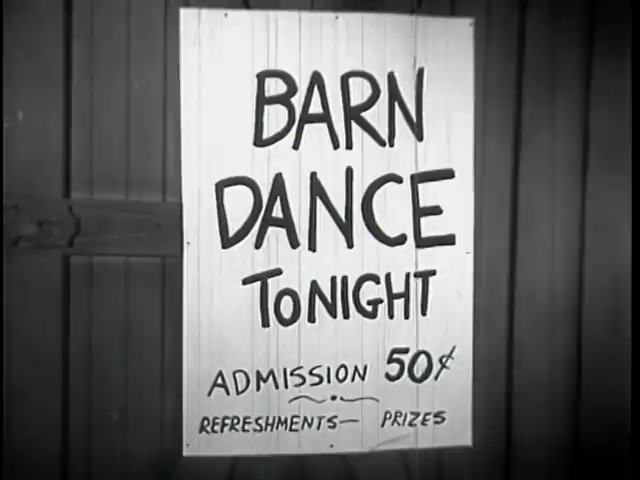 BARN
DANCE
TONIGHT
ADMISSION 50¢
REFRESHMENTS— PRIZES